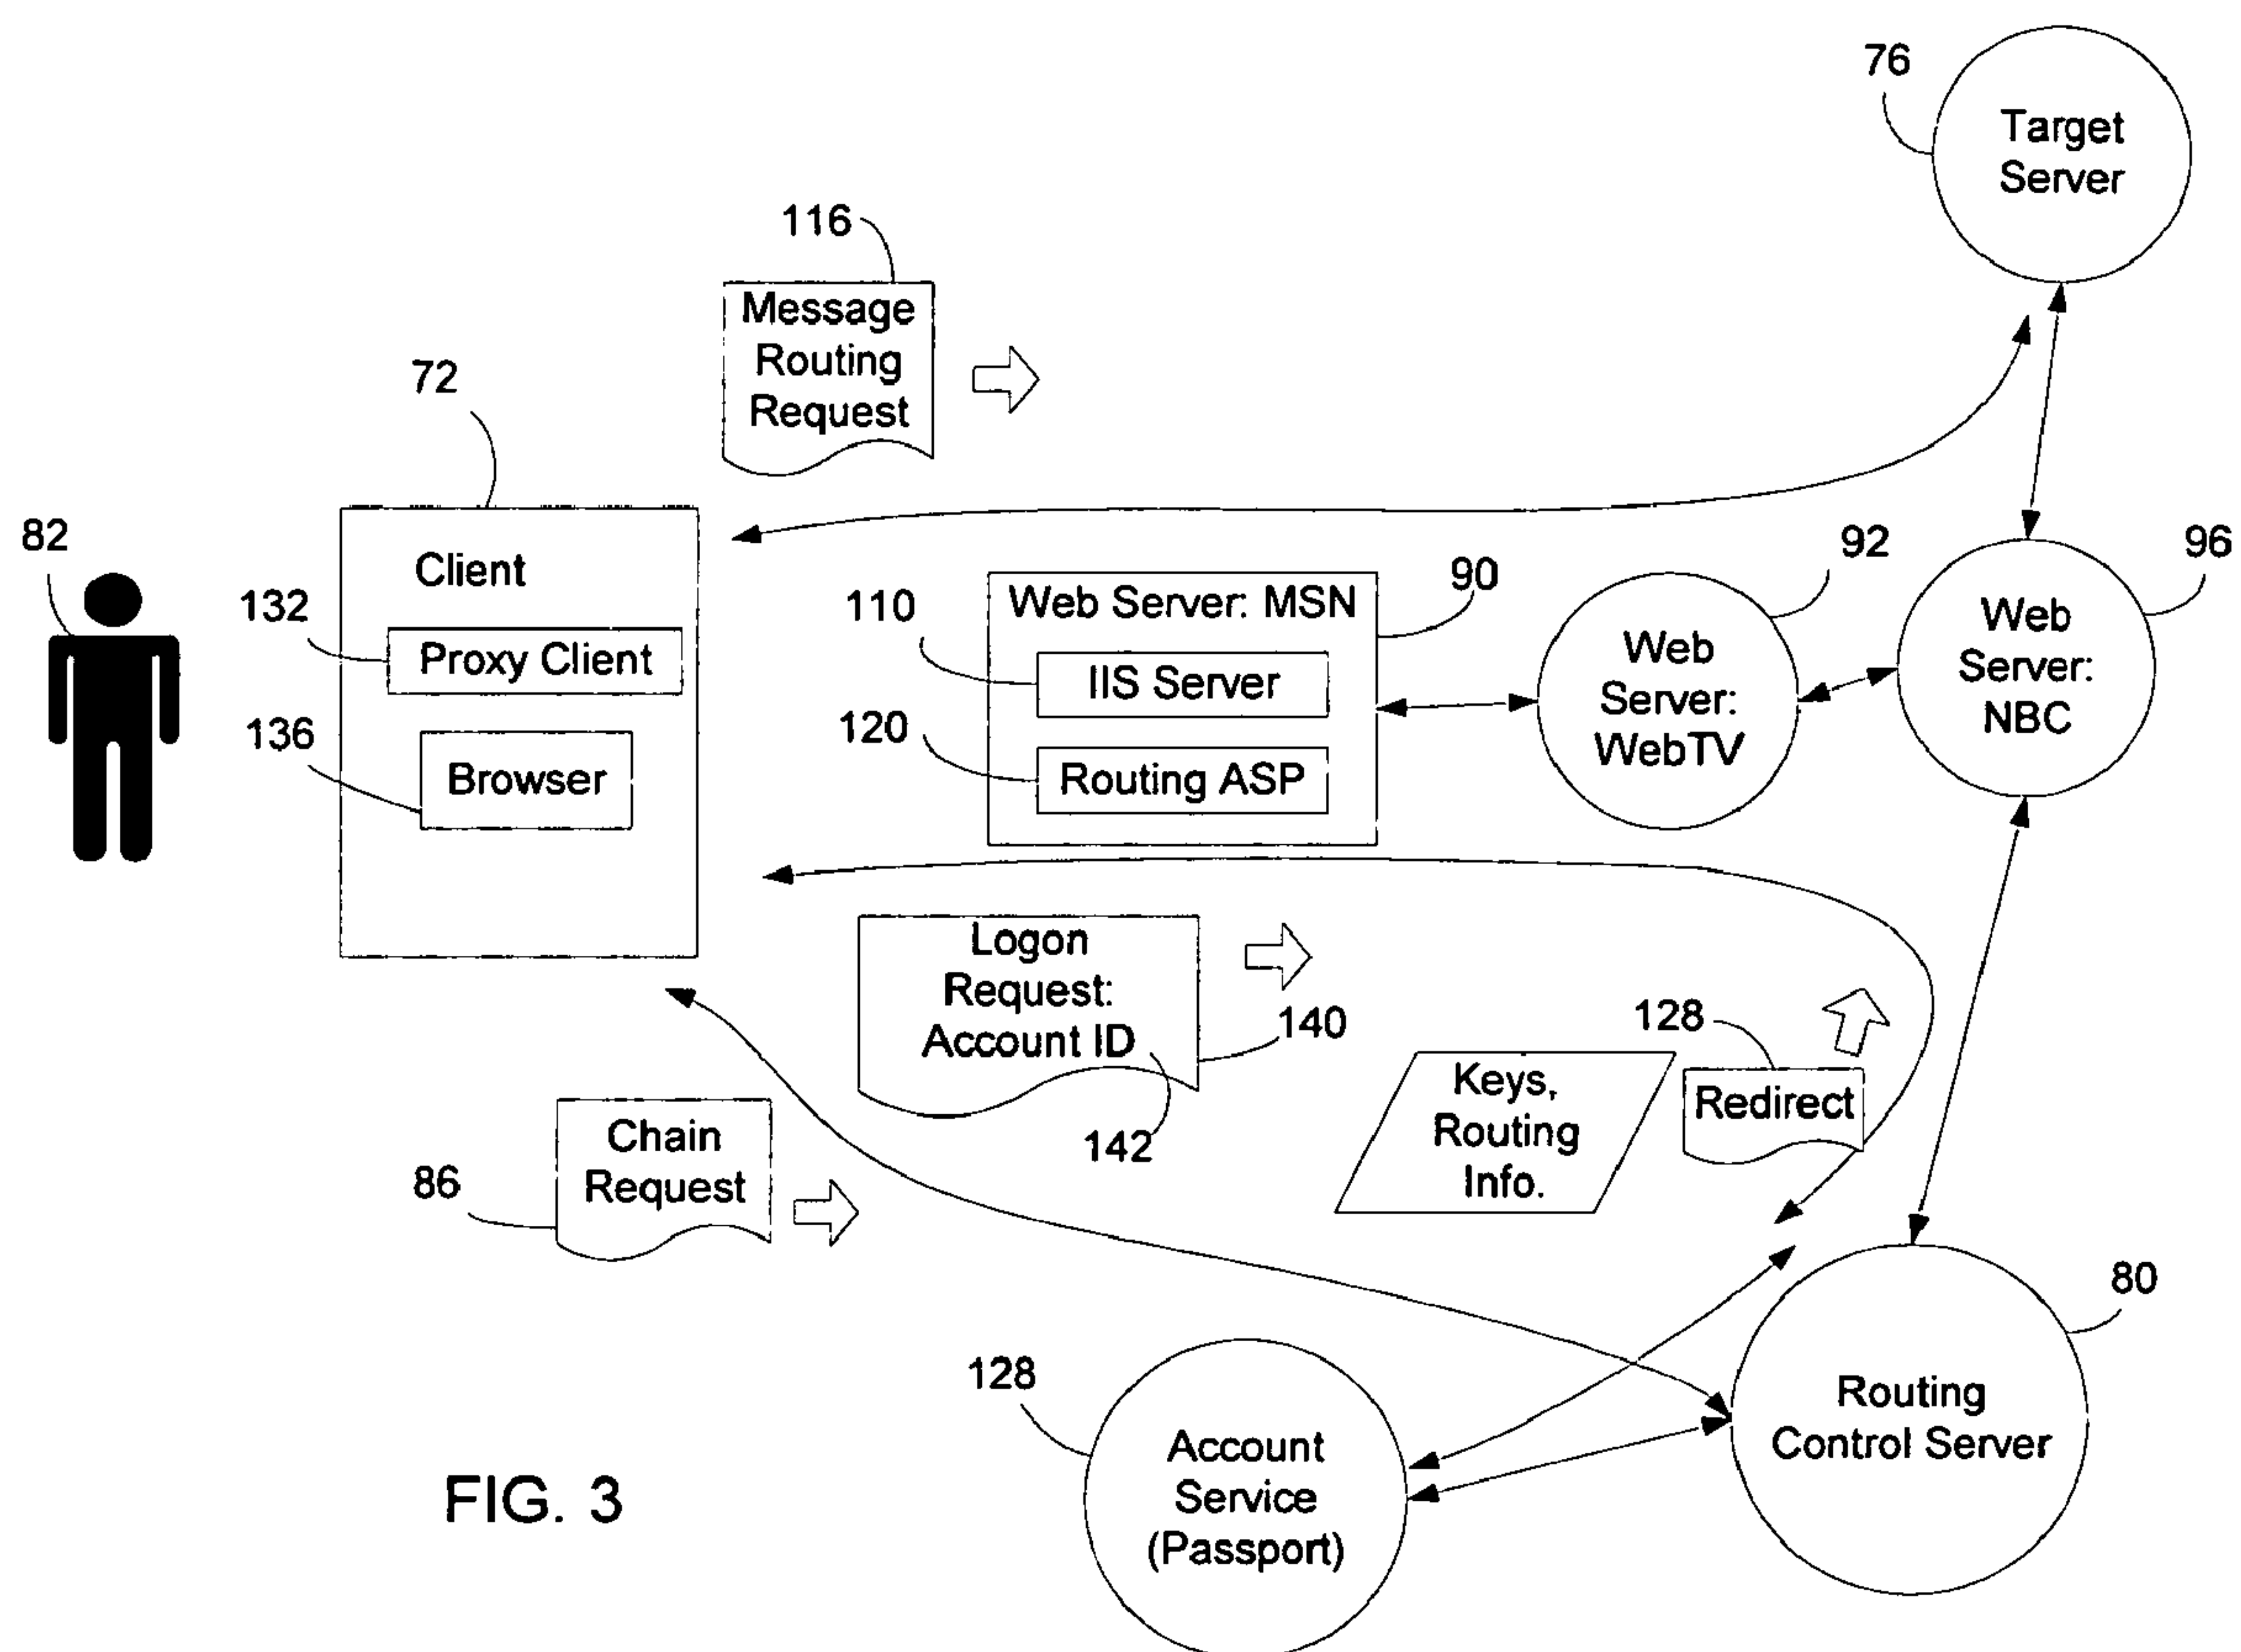 76
Target
Server
116
Message
Routing
Request
72
82
Client
132
Proxy Client
136
Browser
Web Server: MSN
90
110
IIS Server
120
Routing ASP
92
Web
Server:
WebTV
96
Web
Server:
NBC
Logon
Request:
Account ID
140
142
Chain
Request
86
Keys,
Routing
Info.
128
Redirect
80
Routing
Control Server
128
Account
Service
(Passport)
FIG. 3